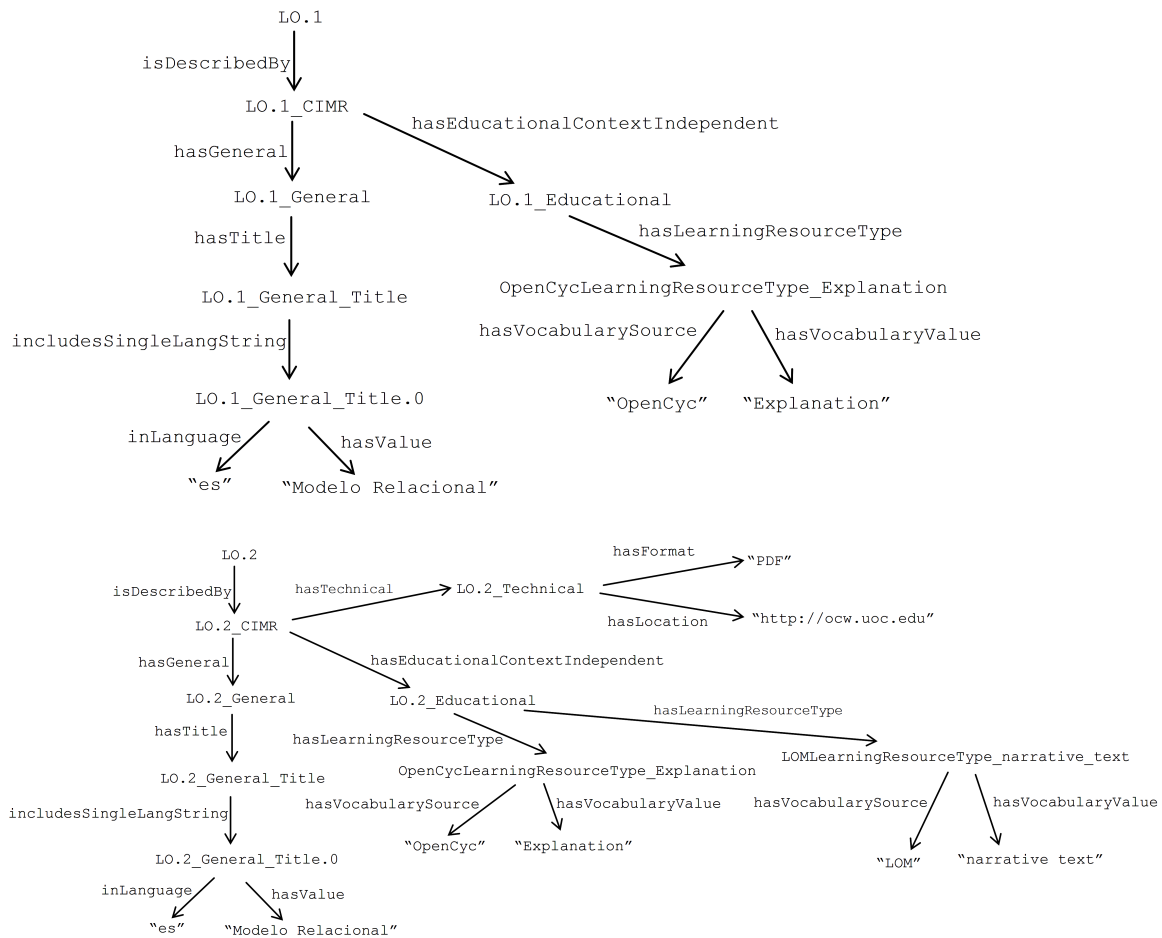 LO.1
isDescribedBy
LO.1_CIMR
hasEducationalContextIndependent
hasGeneral
LO.1_General
LO.1_Educational
hasTitle
hasLearningResourceType
LO.1_General_Title
OpenCycLearningResourceType_Explanation
includesSingleLangString
hasVocabularySource
hasVocabularyValue
LO.1_General_Title.0
“OpenCyc”
“Explanation”
inLanguage
hasValue
“es”
“Modelo Relacional”
LO.2
hasFormat
“PDF”
isDescribedBy
hasTechnical
LO.2_Technical
LO.2_CIMR
hasLocation
“http://ocw.uoc.edu”
hasGeneral
hasEducationalContextIndependent
LO.2_General
LO.2_Educational
hasLearningResourceType
hasTitle
hasLearningResourceType
LOMLearningResourceType_narrative_text
LO.2_General_Title
OpenCycLearningResourceType_Explanation
includesSingleLangString
hasVocabularySource
hasVocabularyValue
hasVocabularySource
hasVocabularyValue
LO.2_General_Title.0
“OpenCyc”
“Explanation”
“LOM”
“narrative text”
inLanguage
hasValue
“es”
“Modelo Relacional”